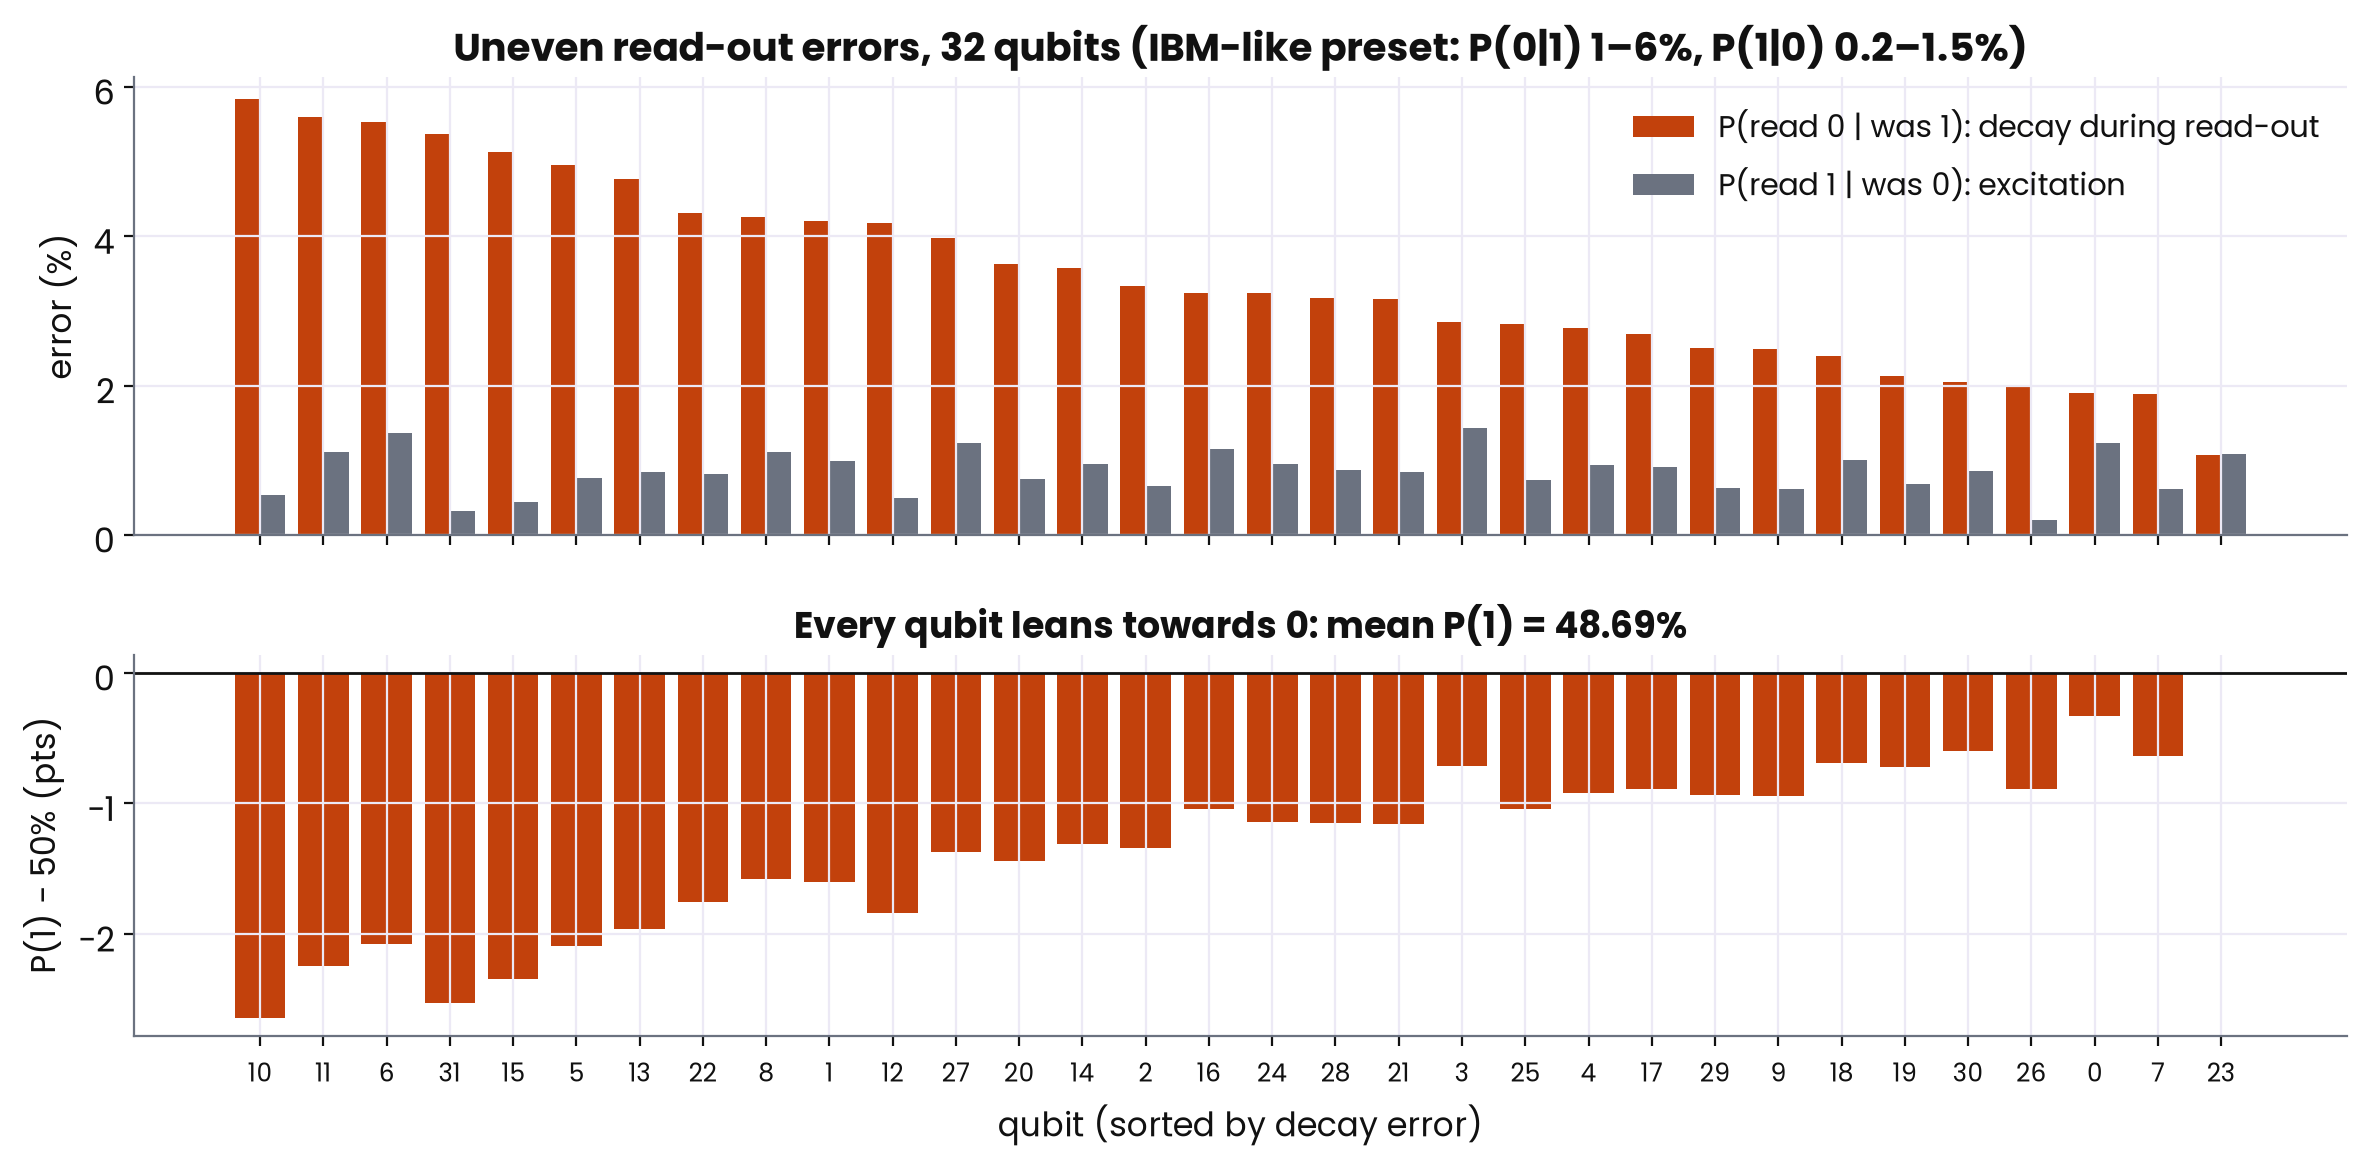 Uneven read-out errors, 32 qubits (IBM-like preset: P(0|1) 1–6%, P(1|0) 0.2–1.5%)
error (%)
6
4
2
0
P(read 0 | was 1): decay during read-out
P(read 1 | was 0): excitation
Every qubit leans towards 0: mean P(1) = 48.69%
P(1) − 50% (pts)
0
−1
−2
10 11 6 31 15 5 13 22 8 1 12 27 20 14 2 16 24 28 21 3 25 4 17 29 9 18 19 30 26 0 7 23
qubit (sorted by decay error)